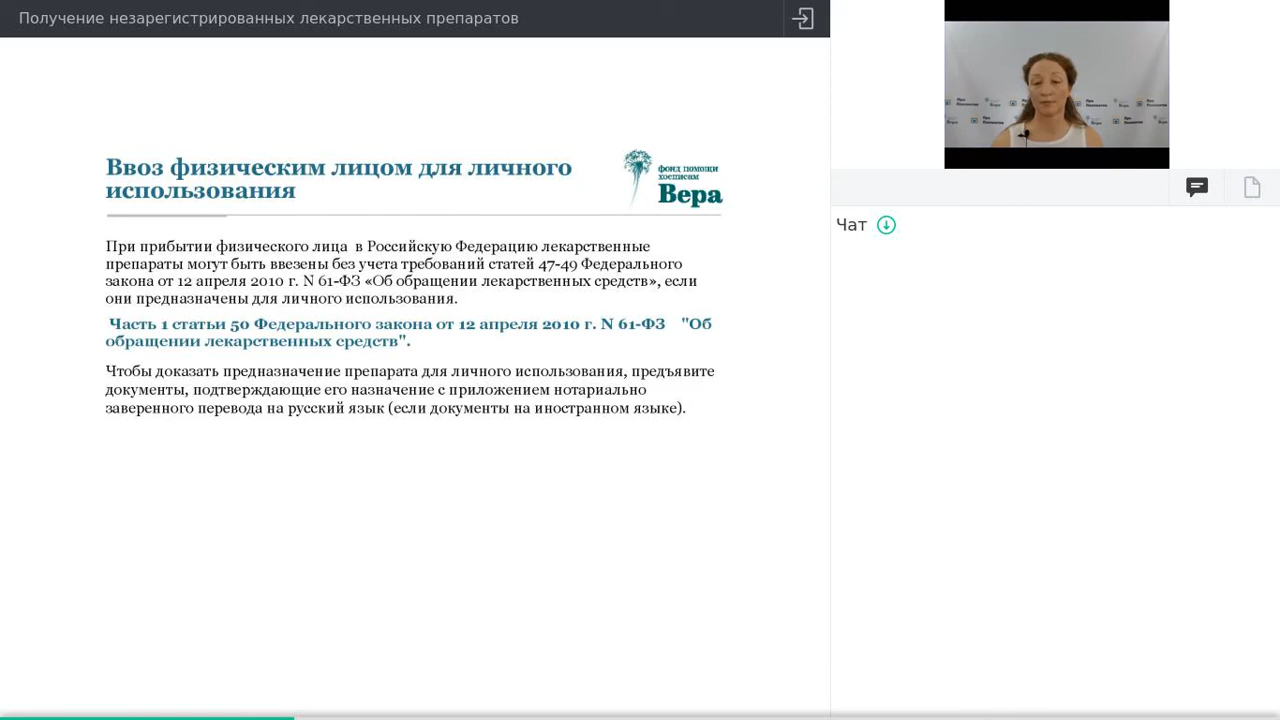 Получение незарегистрированных лекарственных препаратов
Ввоз физическим лицом для личного
использования
фонд помощи
хосписам
Вера
При прибытии физического лица в Российскую Федерацию лекарственные
препараты могут быть ввезены без учета требований статей 47-49 Федерального
закона от 12 апреля 2010 г. N 61-ФЗ «Об обращении лекарственных средств», если
они предназначены для личного использования.
Часть 1 статьи 50 Федерального закона от 12 апреля 2010 г. N 61-ФЗ "Об
обращении лекарственных средств".
Чтобы доказать предназначение препарата для личного использования, предъявите
документы, подтверждающие его назначение с приложением нотариально
заверенного перевода на русский язык (если документы на иностранном языке).
Чат